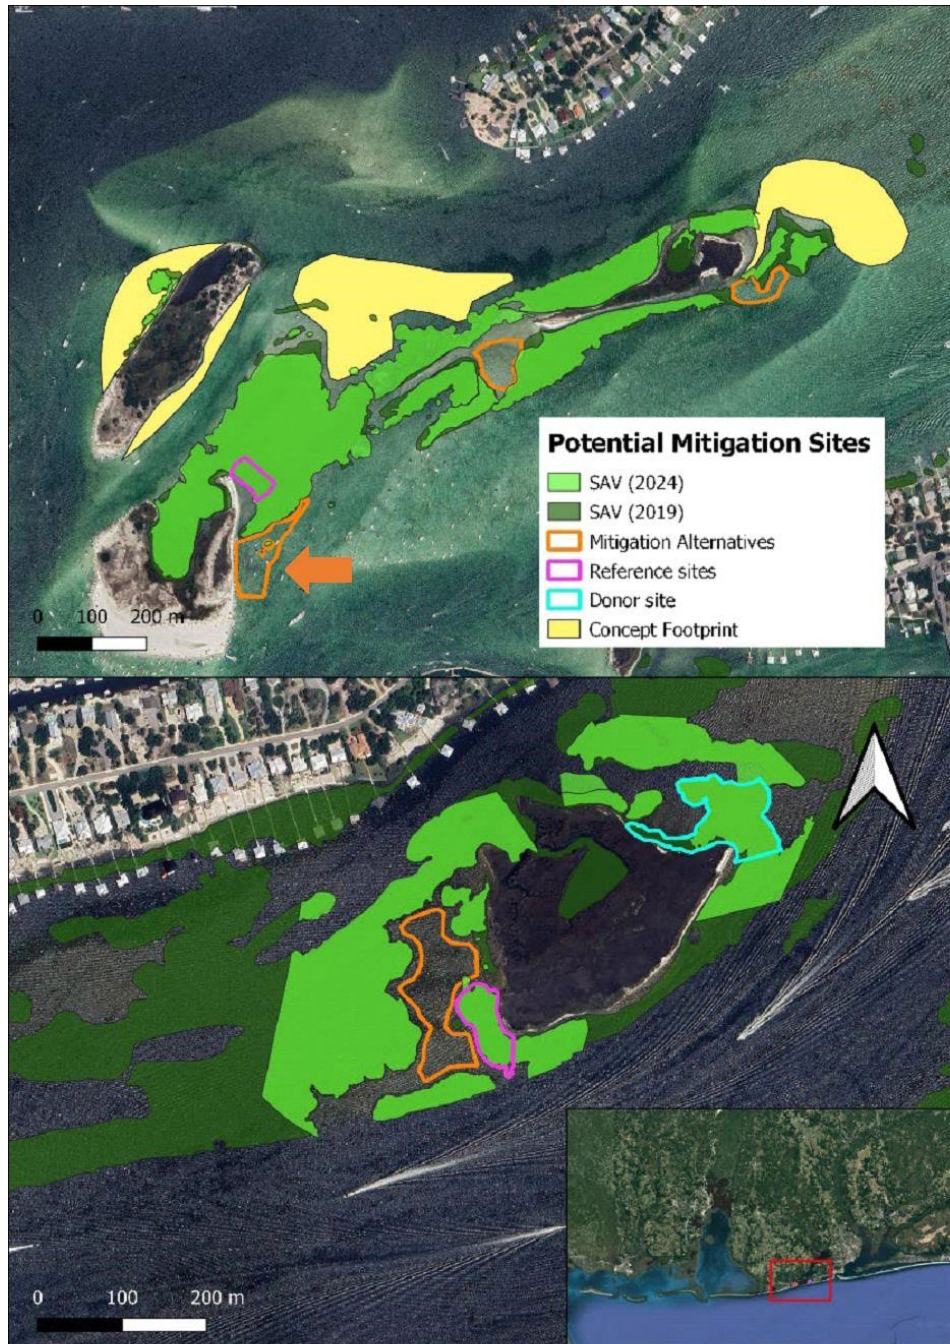 Potential Mitigation Sites
SAV (2024)
SAV (2019)
Mitigation Alternatives
Reference sites
Donor site
Concept Footprint
0 100 200 m
0 100 200 m